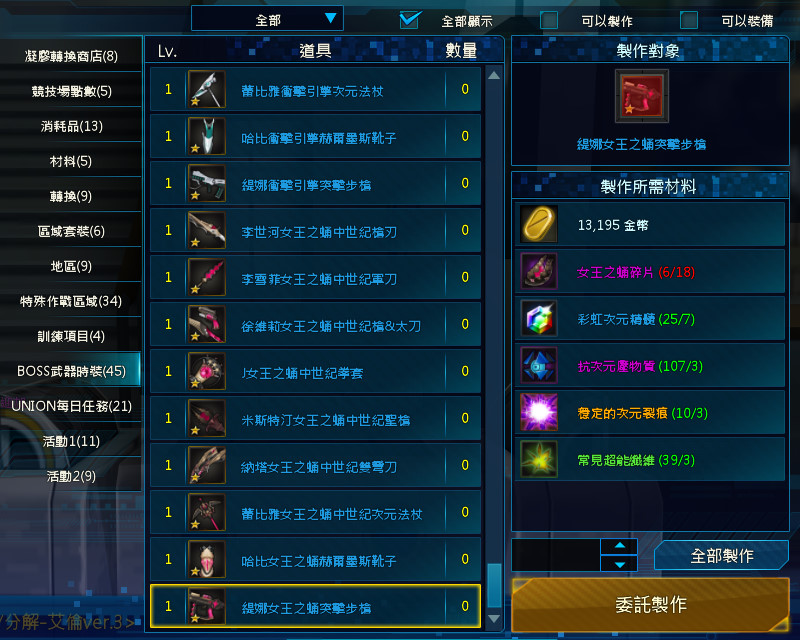 全部
全部顯示
可以製作
可以裝備
凝膠轉換商店(8)
競技場點數(5)
消耗品(13)
材料(5)
轉換(9)
區域套裝(6)
地區(9)
特殊作戰區域(34)
訓練項目(4)
BOSS武器時裝(45)
UNION每日任務(21)
活動1(11)
活動2(9)
/分解-艾倫ver.3>
Lv. 道具 數量
1 蕾比雅衝擊引擎次元法杖 0
1 哈比衝擊引擎赫爾墨斯靴子 0
1 緹娜衝擊引擎突擊步槍 0
1 李世河女王之蛹中世紀槍刃 0
1 李雪菲女王之蛹中世紀軍刀 0
1 徐維莉女王之蛹中世紀槍&太刀 0
1 J女王之蛹中世紀拳套 0
1 米斯特汀女王之蛹中世紀聖槍 0
1 納塔女王之蛹中世紀雙彎刀 0
1 蕾比雅女王之蛹中世紀次元法杖 0
1 哈比女王之蛹赫爾墨斯靴子 0
1 緹娜女王之蛹突擊步槍 0
製作對象
緹娜女王之蛹突擊步槍
製作所需材料
13,195 金幣
女王之蛹碎片 (6/18)
彩虹次元精髓 (25/7)
抗次元塵物質 (107/3)
穩定的次元裂痕 (10/3)
常見超能纖維 (39/3)
全部製作
委託製作